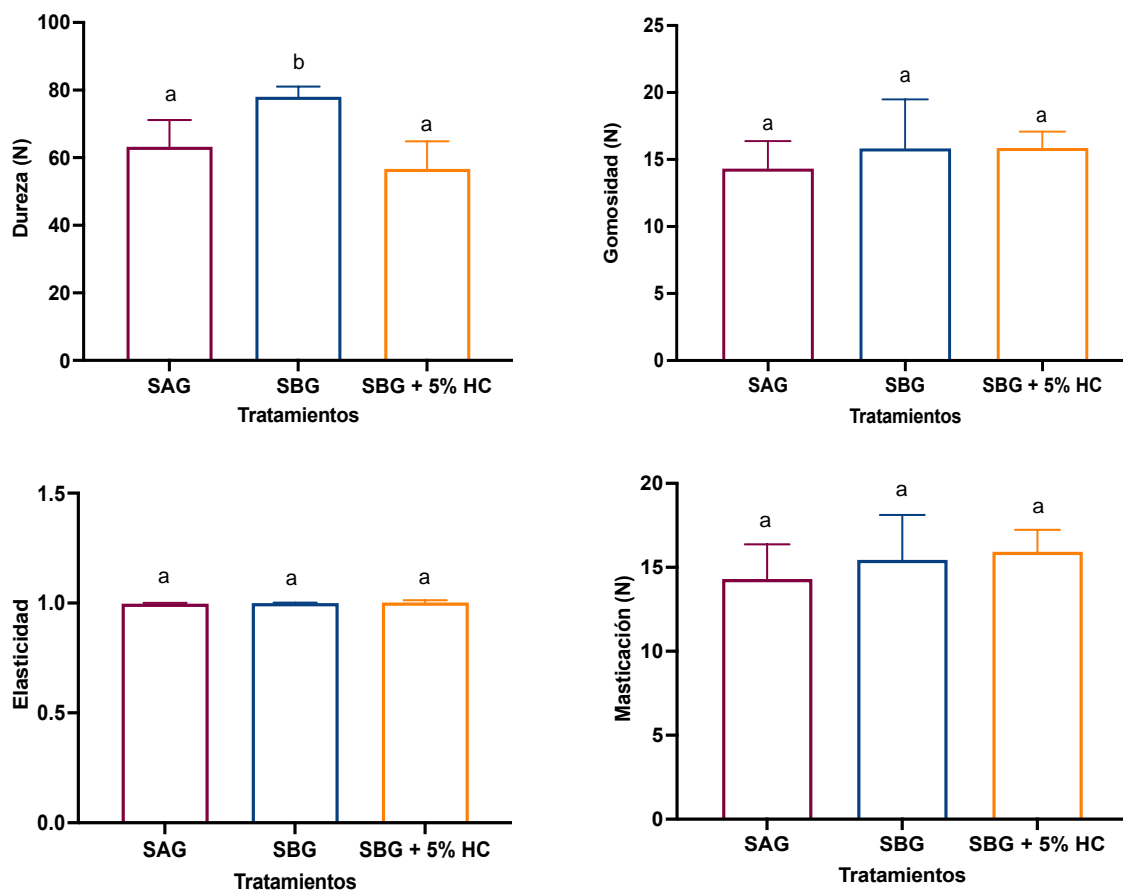 Dureza (N)
100
80
60
40
20
0
a
b
a
SAG
SBG
SBG + 5% HC
Tratamientos
Gomosidad (N)
25
20
15
10
5
0
a
a
a
SAG
SBG
SBG + 5% HC
Tratamientos
Elasticidad
1.5
1.0
0.5
0.0
a
a
a
SAG
SBG
SBG + 5% HC
Tratamientos
Masticación (N)
20
15
10
5
0
a
a
a
SAG
SBG
SBG + 5% HC
Tratamientos